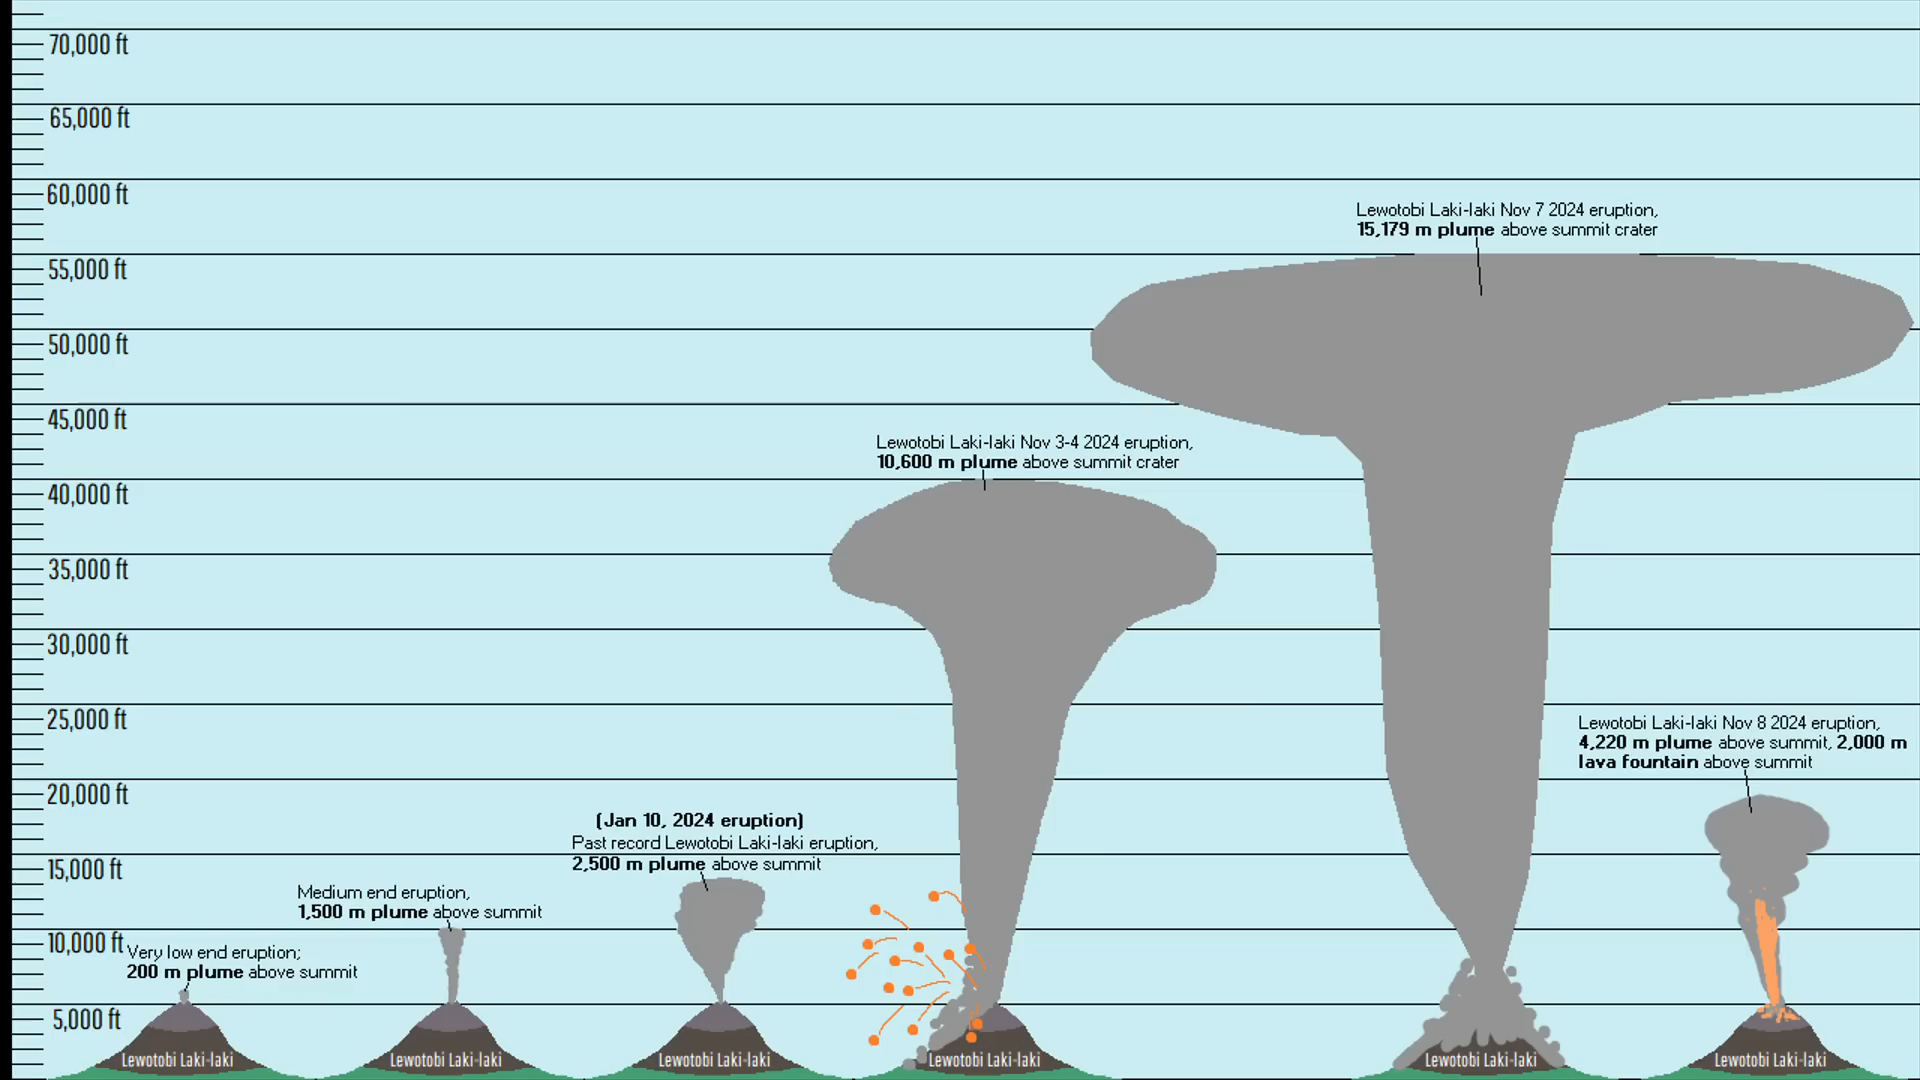 70,000 ft
65,000 ft
60,000 ft
55,000 ft
50,000 ft
45,000 ft
40,000 ft
35,000 ft
30,000 ft
25,000 ft
20,000 ft
15,000 ft
10,000 ft
5,000 ft
Very low end eruption;
200 m plume above summit
Medium end eruption,
1,500 m plume above summit
(Jan 10, 2024 eruption)
Past record Lewotobi Laki-laki eruption,
2,500 m plume above summit
Lewotobi Laki-laki Nov 3-4 2024 eruption,
10,600 m plume above summit crater
Lewotobi Laki-laki Nov 7 2024 eruption,
15,179 m plume above summit crater
Lewotobi Laki-laki Nov 8 2024 eruption,
4,220 m plume above summit, 2,000 m
lava fountain above summit
Lewotobi Laki-laki
Lewotobi Laki-laki
Lewotobi Laki-laki
Lewotobi Laki-laki
Lewotobi Laki-laki
Lewotobi Laki-laki